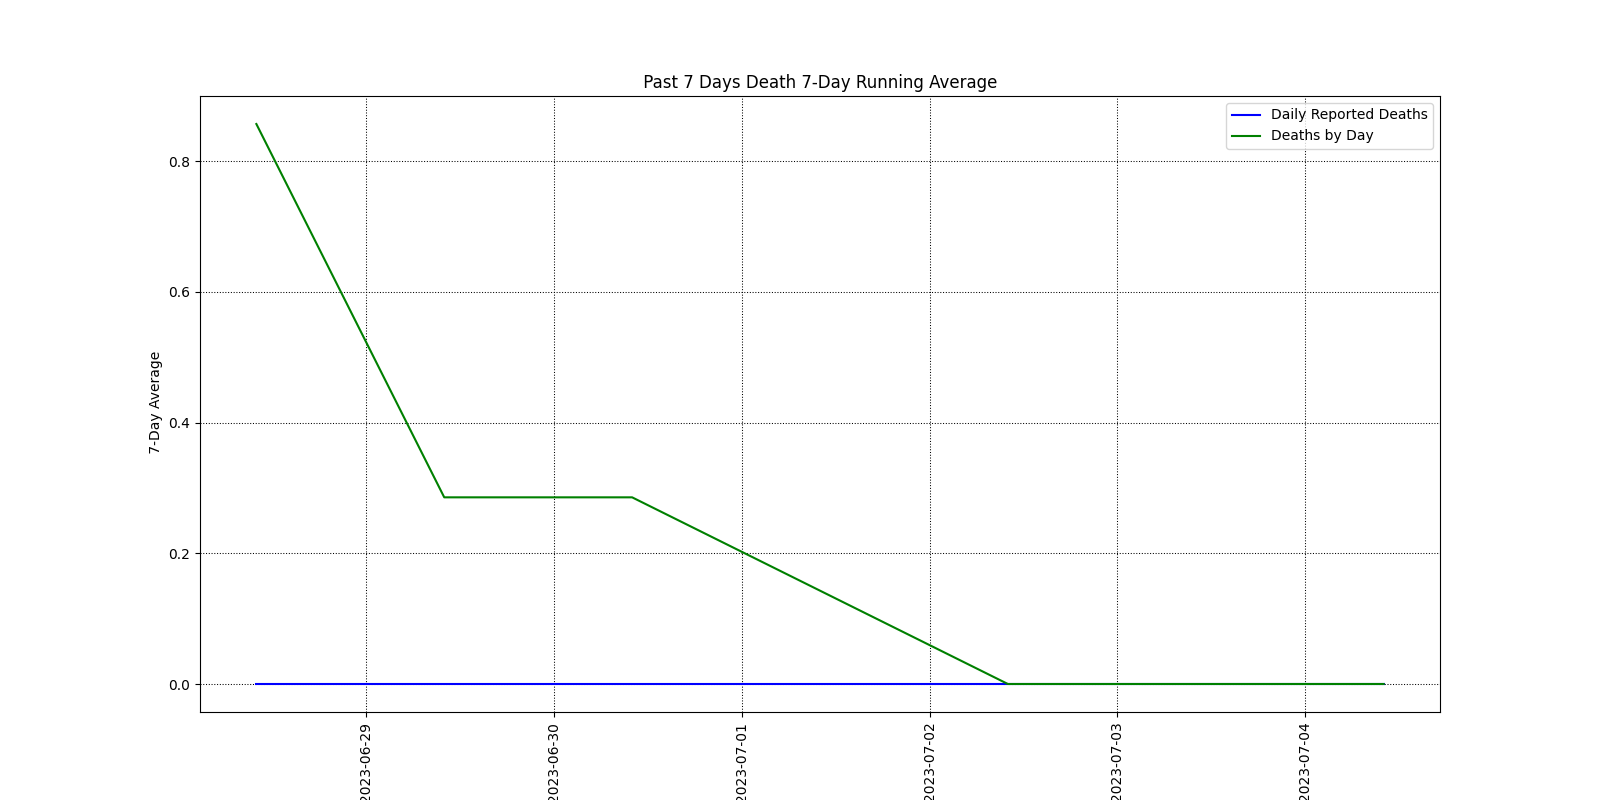 Past 7 Days Death 7-Day Running Average
Daily Reported Deaths
Deaths by Day
7-Day Average
0.8
0.6
0.4
0.2
0.0
2023-06-29
2023-06-30
2023-07-01
2023-07-02
2023-07-03
2023-07-04